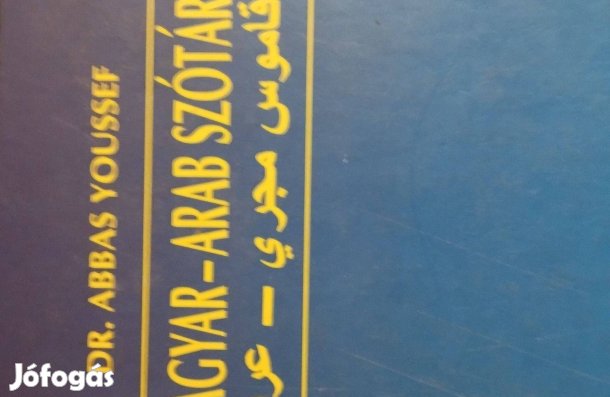 DR. ABBAS YOUSSEF
AGYAR-ARAB SZÓTÁR
قاموس مجري - عر
Jófogás